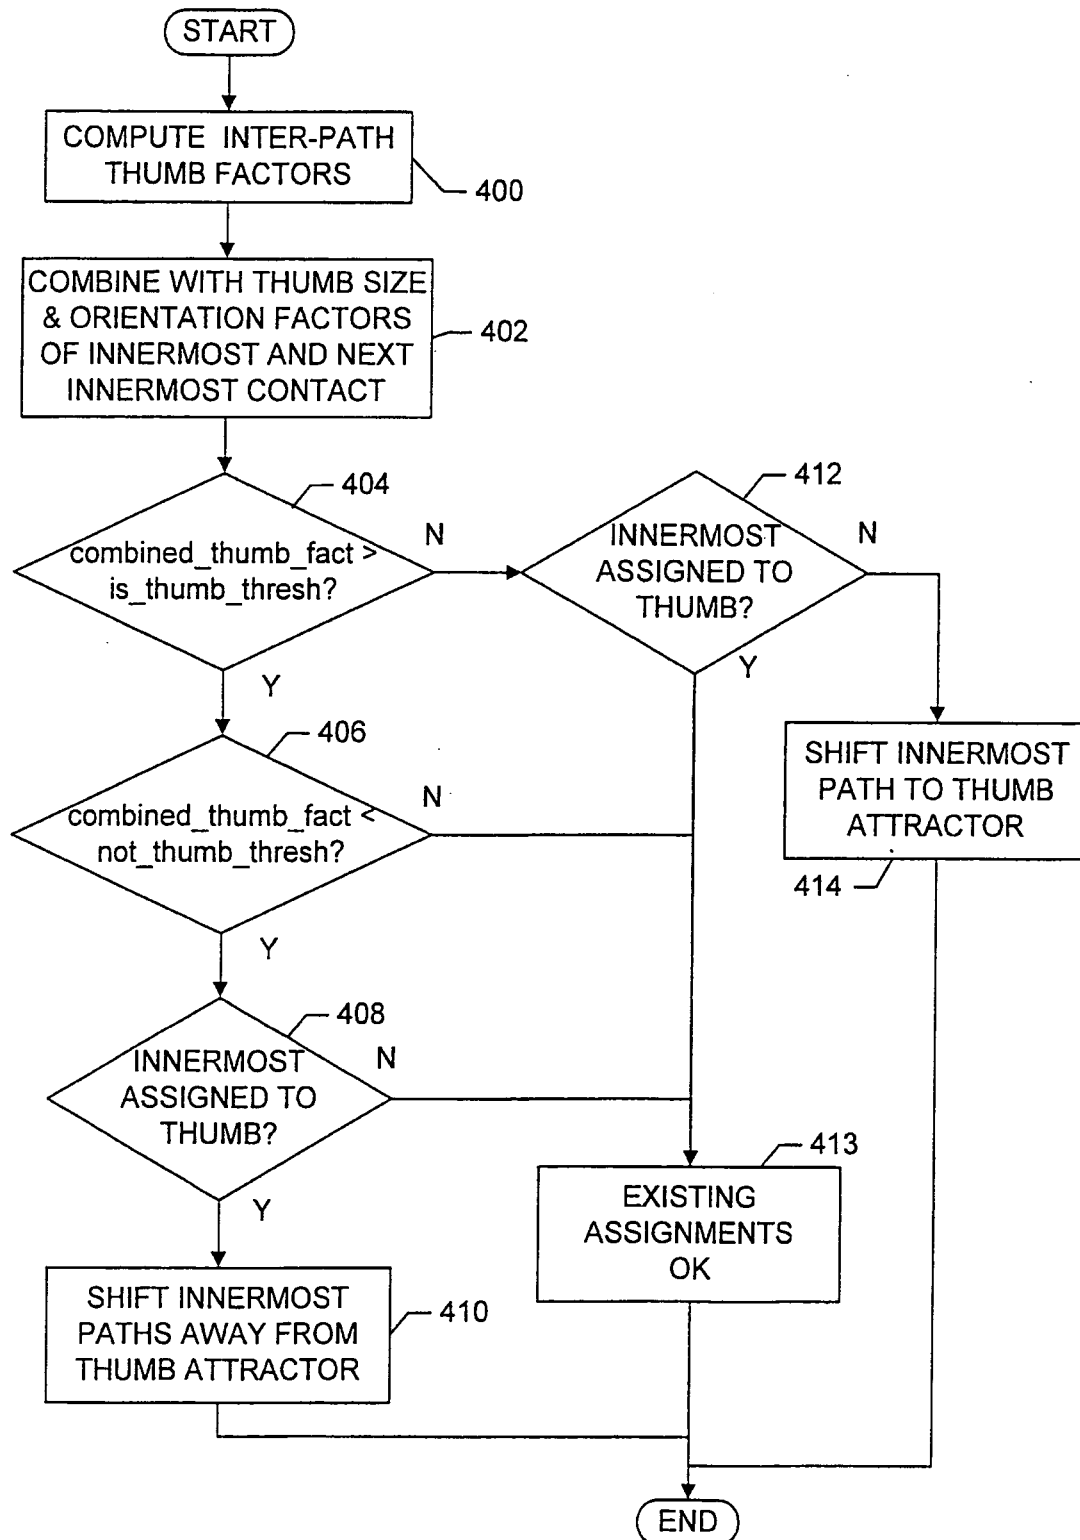 START
COMPUTE INTER-PATH
THUMB FACTORS
400
COMBINE WITH THUMB SIZE
& ORIENTATION FACTORS
OF INNERMOST AND NEXT
INNERMOST CONTACT
402
404
combined_thumb_fact >
is_thumb_thresh?
N
Y
412
INNERMOST
ASSIGNED TO
THUMB?
N
Y
406
combined_thumb_fact <
not_thumb_thresh?
N
Y
SHIFT INNERMOST
PATH TO THUMB
ATTRACTOR
414
408
INNERMOST
ASSIGNED TO
THUMB?
N
Y
413
EXISTING
ASSIGNMENTS
OK
SHIFT INNERMOST
PATHS AWAY FROM
THUMB ATTRACTOR
410
END